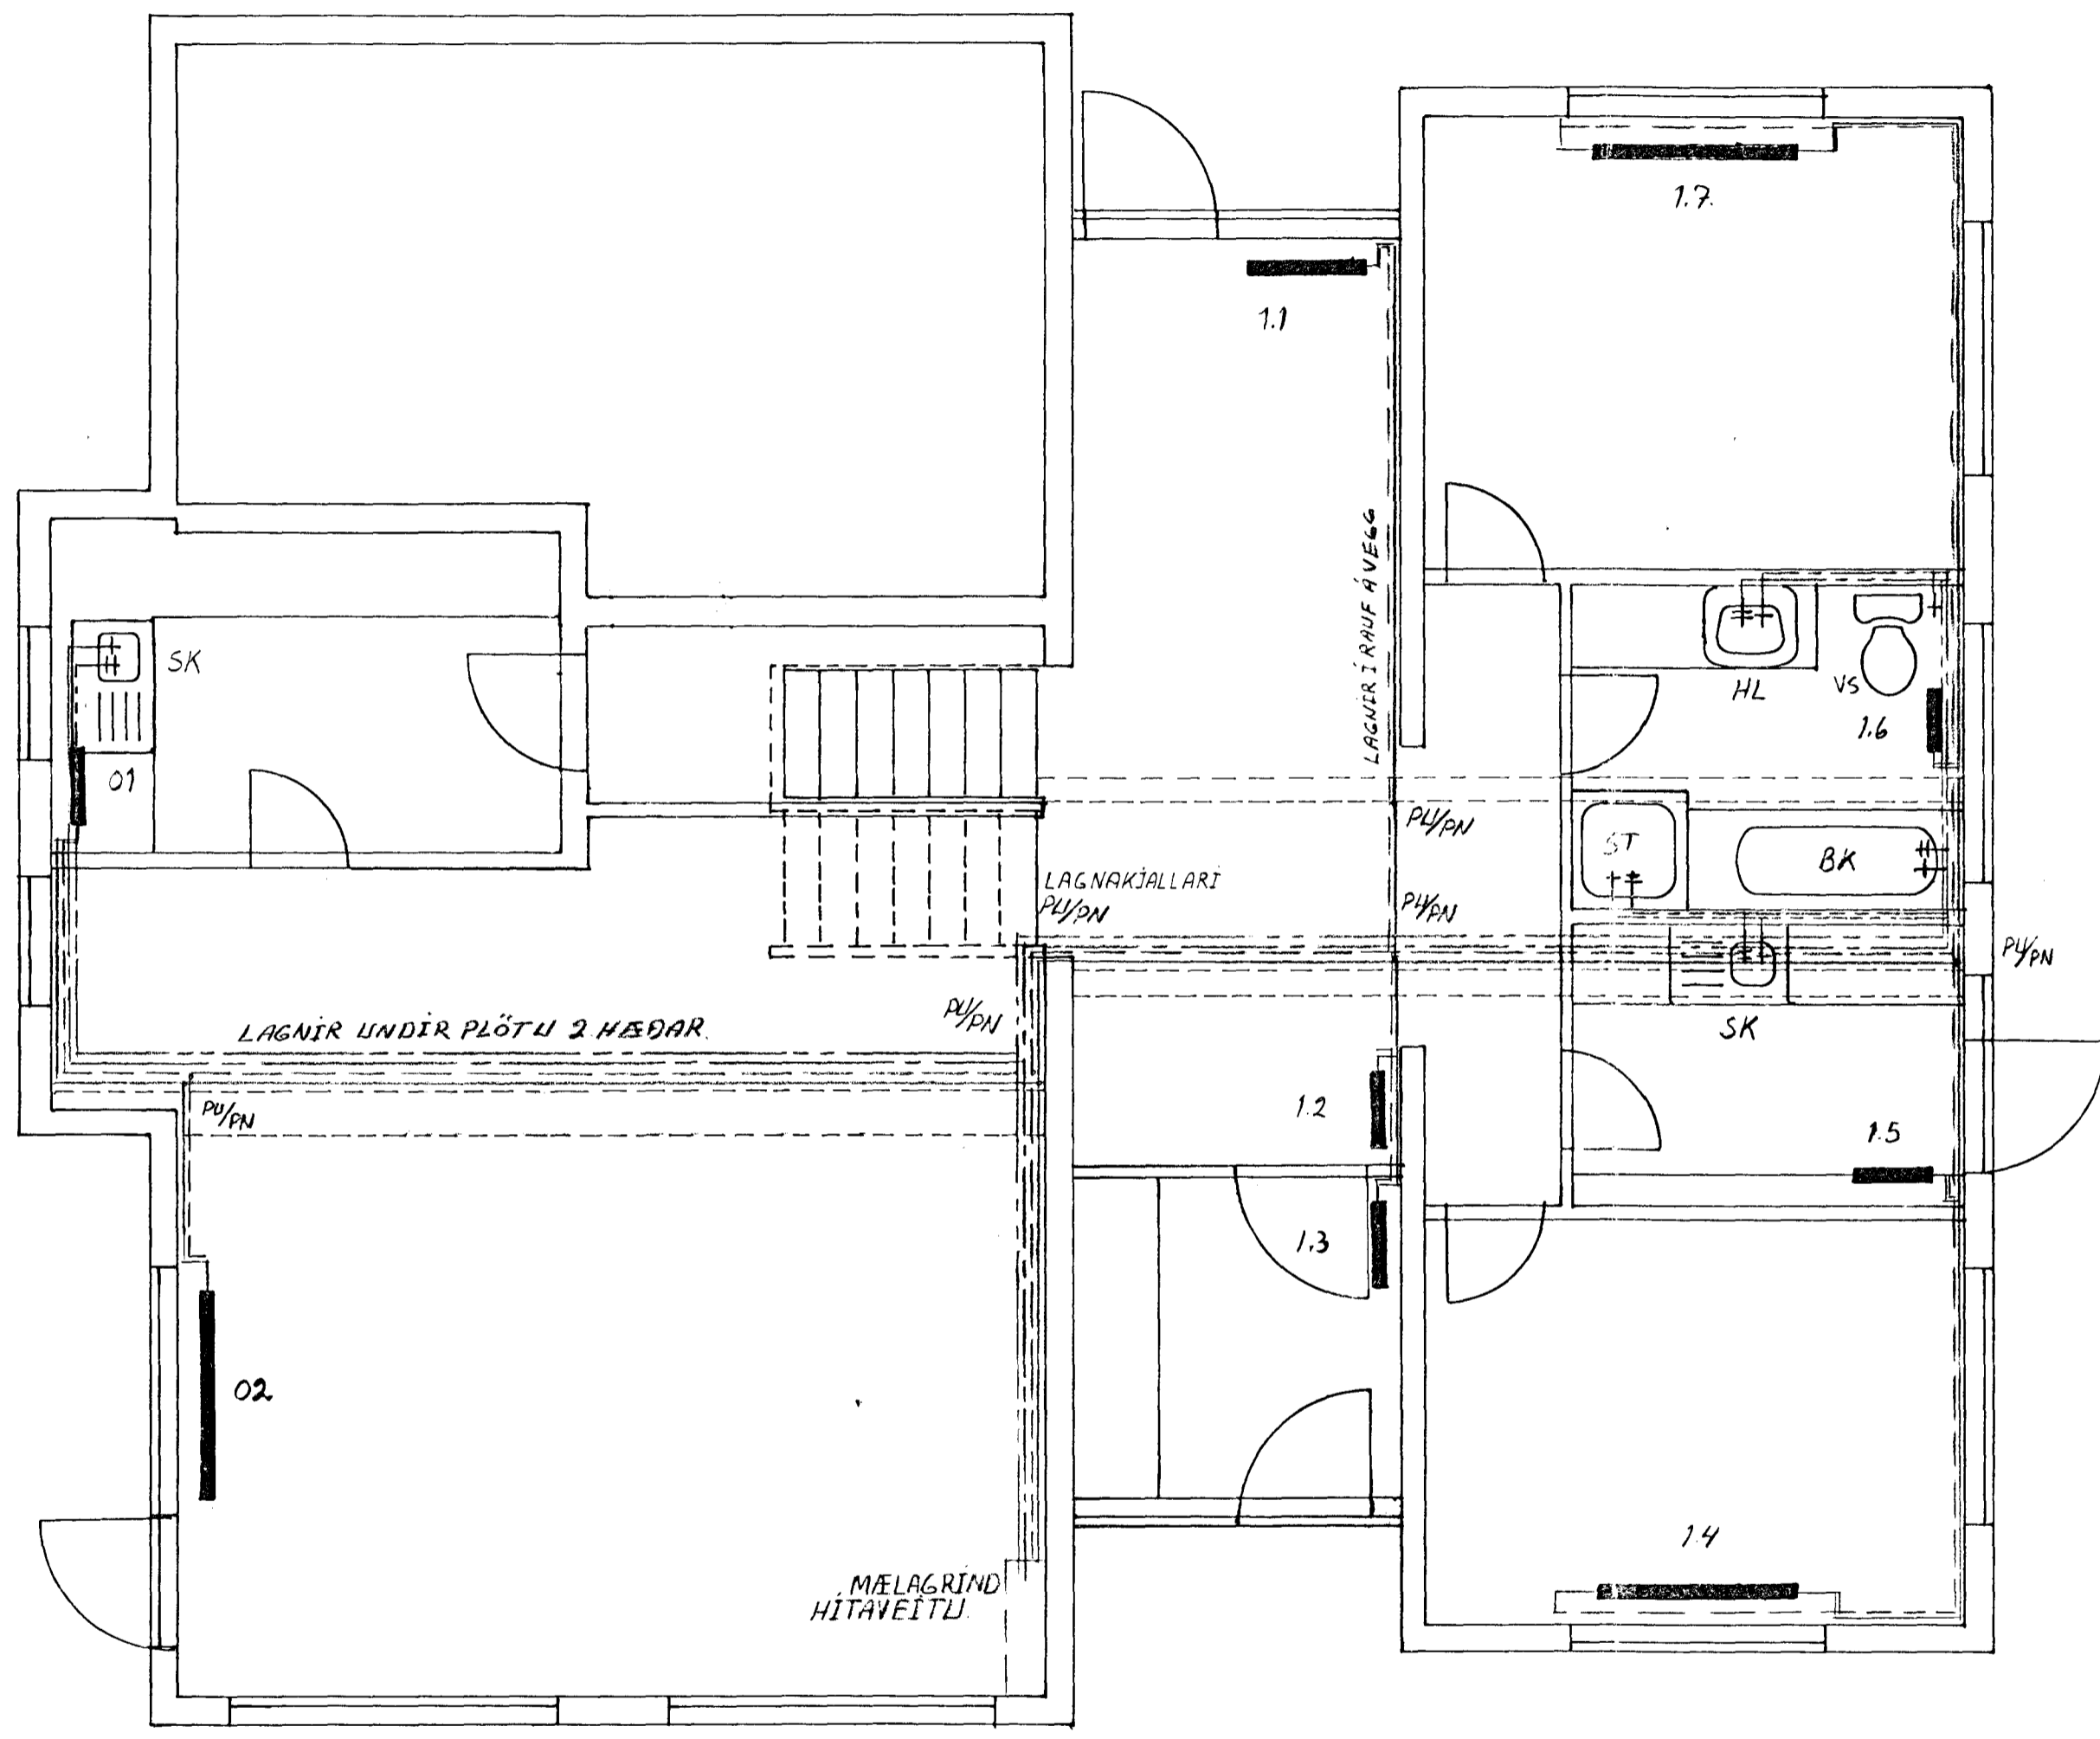 1.7.
1.1
LAGNIR Í RAUF Á VEGG
SK
01
HL
VS
1.6
PU/PN
ST
BK
LAGNAKJALLARI
PU/PN
PU/PN
PU/PN
PU/PN
SK
LAGNIR UNDIR PLÖTU 2. HÆÐAR.
PU/PN
1.2
1.5
1.3
02
1.4
MÆLAGRIND
HITAVEITU.